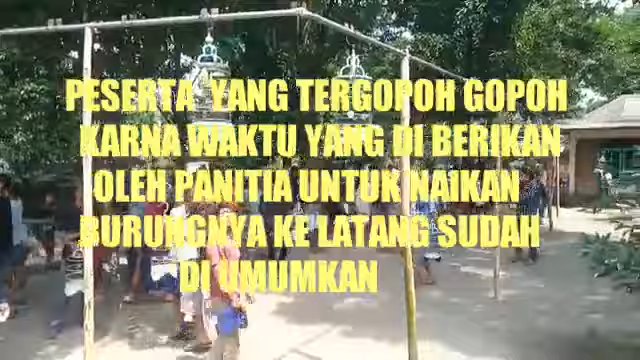 PESERTA YANG TERGOPOH GOPOH
KARNA WAKTU YANG DI BERIKAN
OLEH PANITIA UNTUK NAiKAN
BURUNGNYA KE LATANG SUDAH
DI UMUMKAN